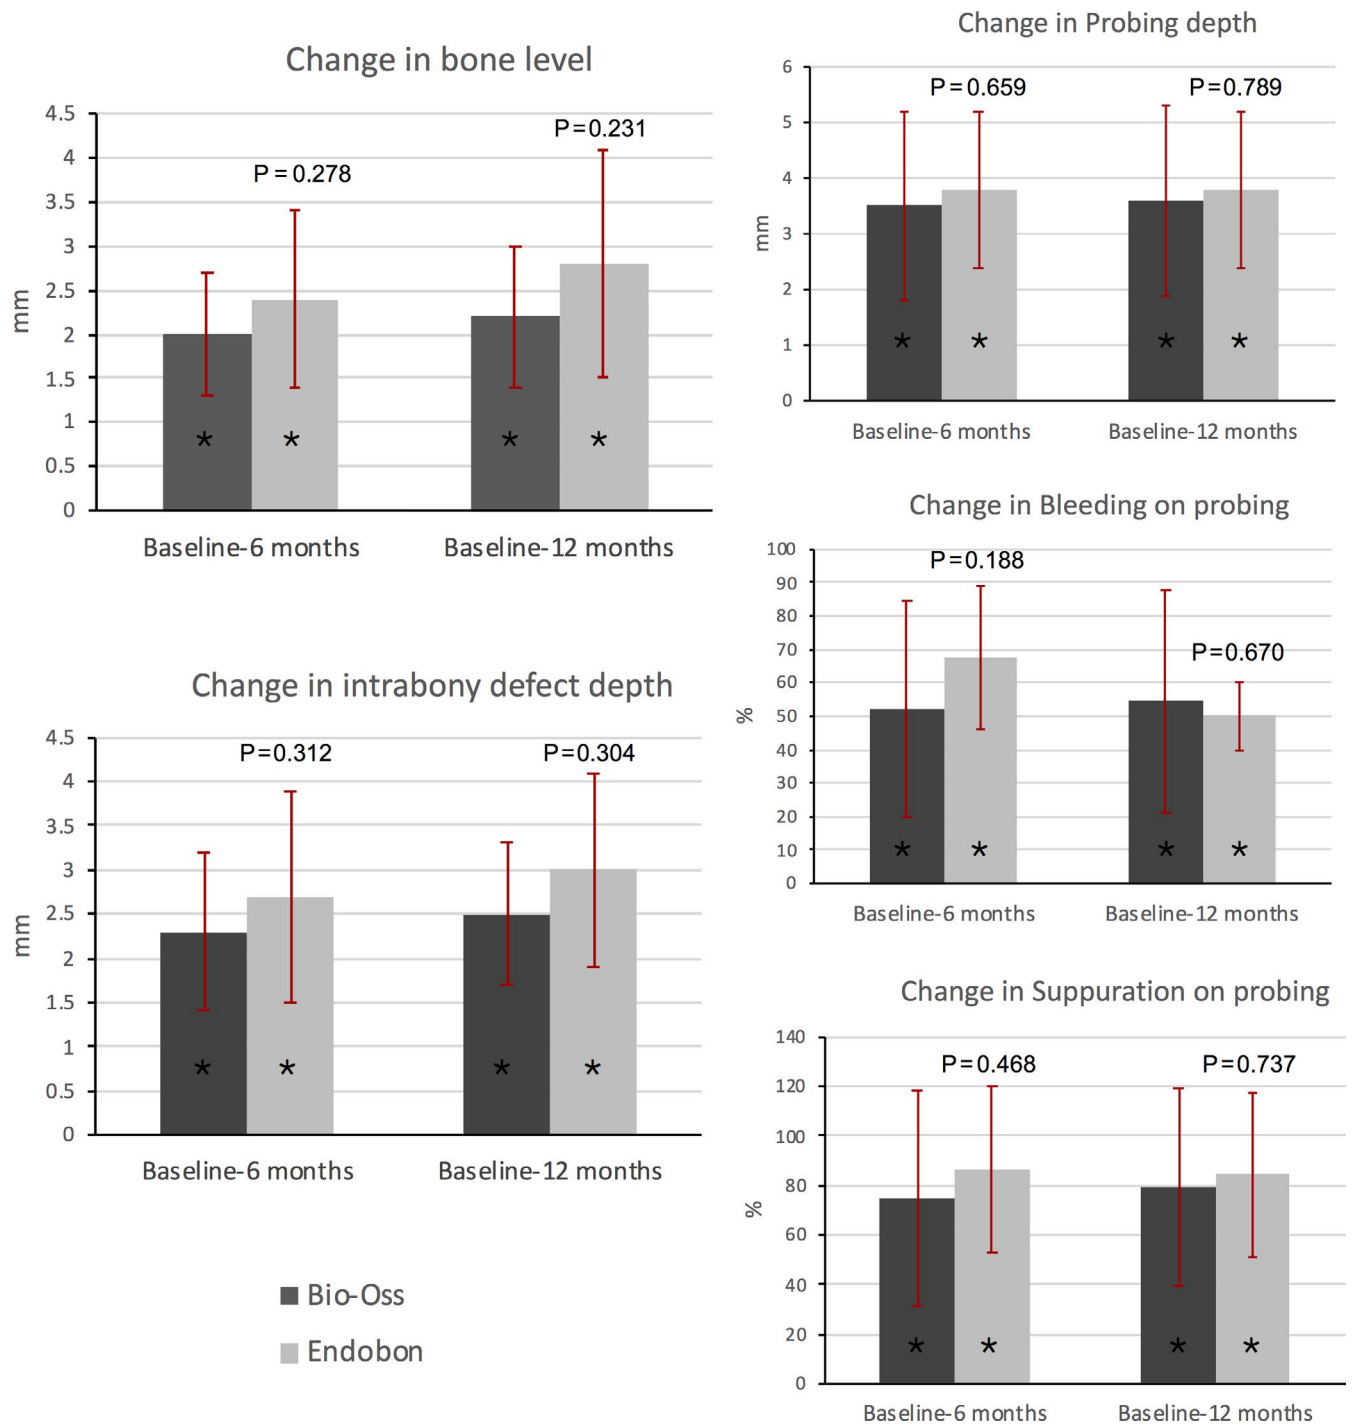 Change in bone level
4.5
4
3.5
3
2.5
2
1.5
1
0.5
0
mm
P = 0.278
P=0.231
* * * *
Baseline-6 months Baseline-12 months
Change in intrabony defect depth
4.5
4
3.5
3
2.5
2
1.5
1
0.5
0
mm
P=0.312
P=0.304
* * * *
Baseline-6 months Baseline-12 months
Bio-Oss
Endobon
Change in Probing depth
6
5
4
3
2
1
0
mm
P=0.659 P=0.789
* * * *
Baseline-6 months Baseline-12 months
Change in Bleeding on probing
100
90
80
70
60
50
40
30
20
10
0
%
P=0.188
P=0.670
* * * *
Baseline-6 months Baseline-12 months
Change in Suppuration on probing
140
120
100
80
60
40
20
0
%
P=0.468 P=0.737
* * * *
Baseline-6 months Baseline-12 months